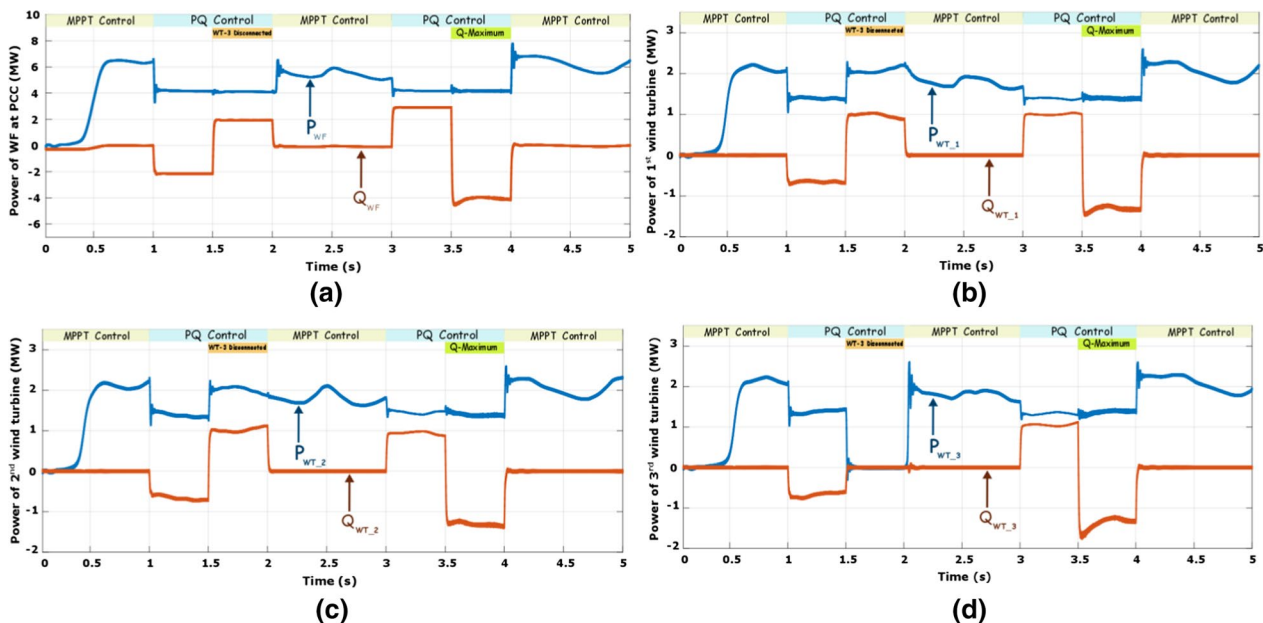 MPPT Control PQ Control MPPT Control PQ Control MPPT Control
WT-3 Disconnected Q-Maximum
Power of WF at PCC (MW)
10
8
6
4
2
0
-2
-4
-6
P WF
Q WF
0 0.5 1 1.5 2 2.5 3 3.5 4 4.5 5
Time (s)
(a)
MPPT Control PQ Control MPPT Control PQ Control MPPT Control
WT-3 Disconnected Q-Maximum
Power of 1st wind turbine (MW)
3
2
1
0
-1
-2
P WT_1
Q WT_1
0 0.5 1 1.5 2 2.5 3 3.5 4 4.5 5
Time (s)
(b)
MPPT Control PQ Control MPPT Control PQ Control MPPT Control
WT-3 Disconnected Q-Maximum
Power of 2nd wind turbine (MW)
3
2
1
0
-1
-2
P WT_2
Q WT_2
0 0.5 1 1.5 2 2.5 3 3.5 4 4.5 5
Time (s)
(c)
MPPT Control PQ Control MPPT Control PQ Control MPPT Control
WT-3 Disconnected Q-Maximum
Power of 3rd wind turbine (MW)
3
2
1
0
-1
-2
P WT_3
Q WT_3
0 0.5 1 1.5 2 2.5 3 3.5 4 4.5 5
Time (s)
(d)